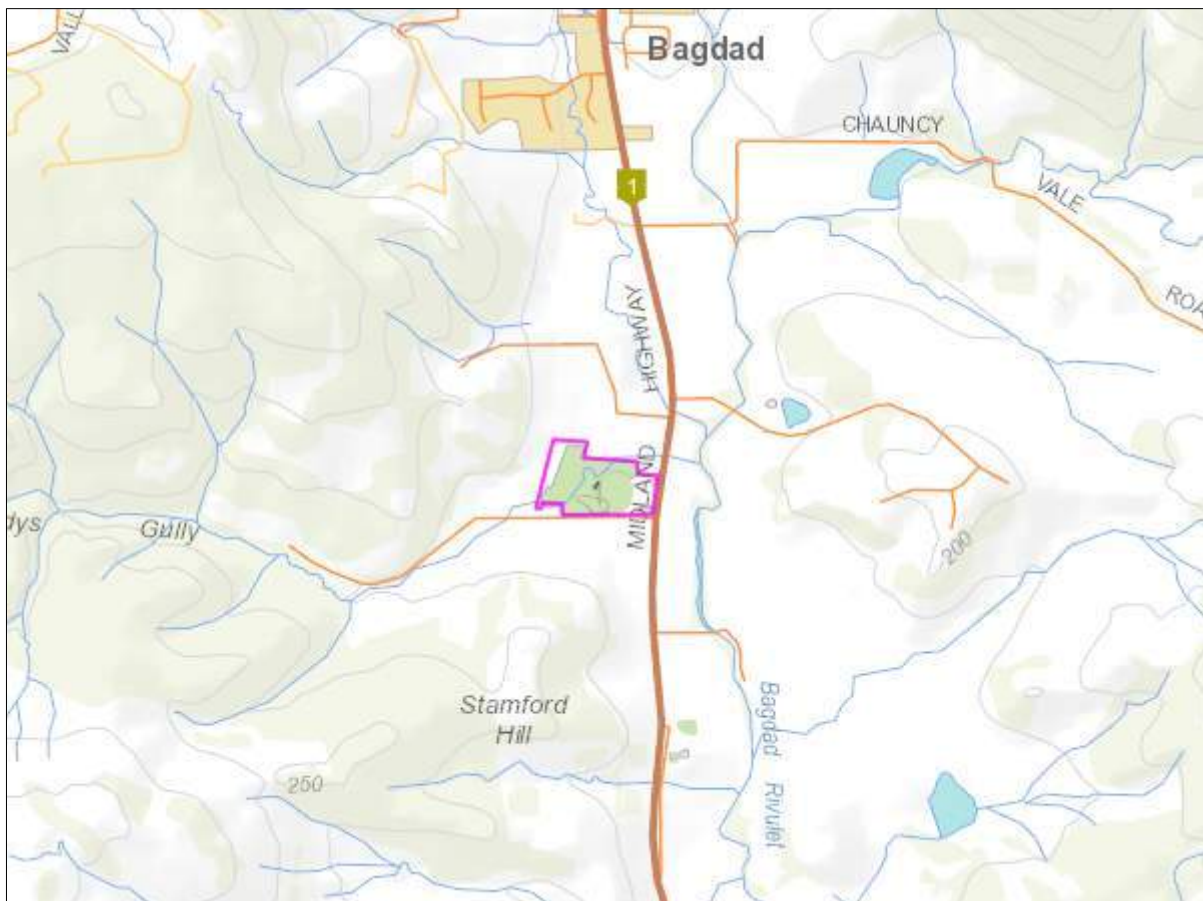 VALL
Bagdad
CHAUNCY
1
VALE
ROA
HIGHWAY
MIDLAND
dys
Gully
200
Stamford
Hill
Bagdad
Rivulet
250